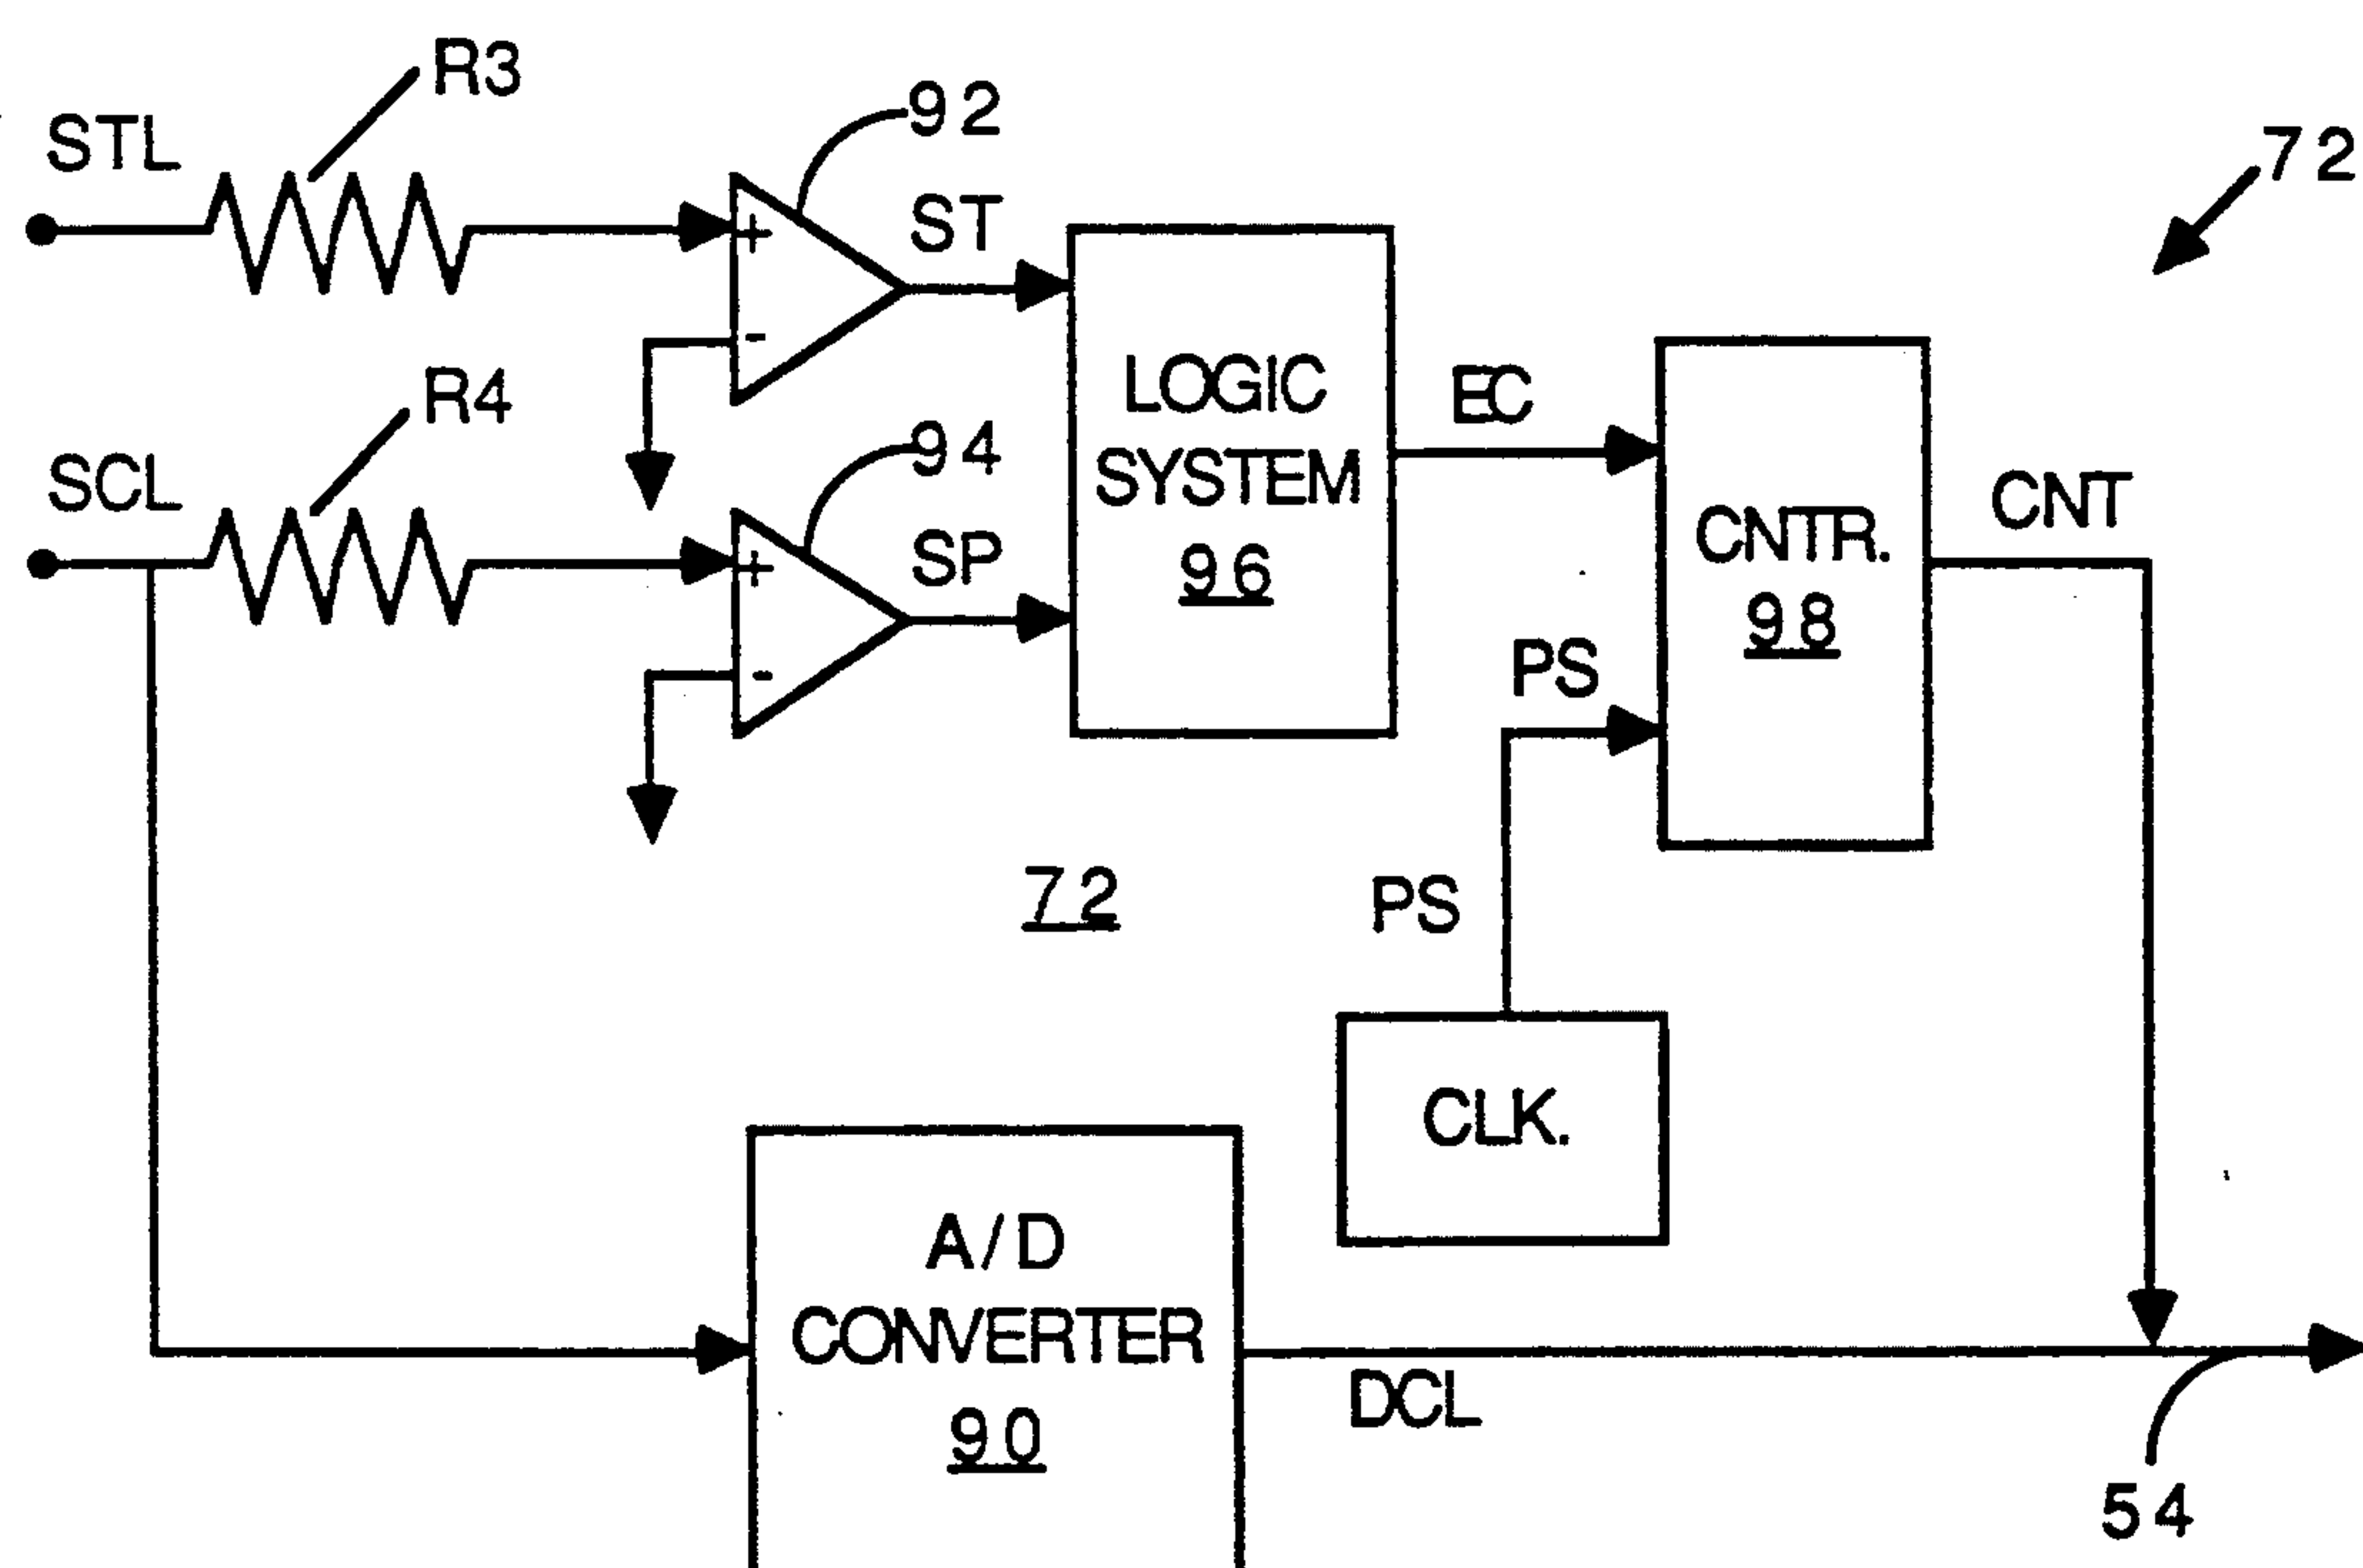 R3
92
STL
ST
72
+
-
R4
94
SCL
SP
+
-
LOGIC
SYSTEM
96
EC
CNTR.
98
CNT
PS
72
PS
CLK.
A/D
CONVERTER
90
DCL
54